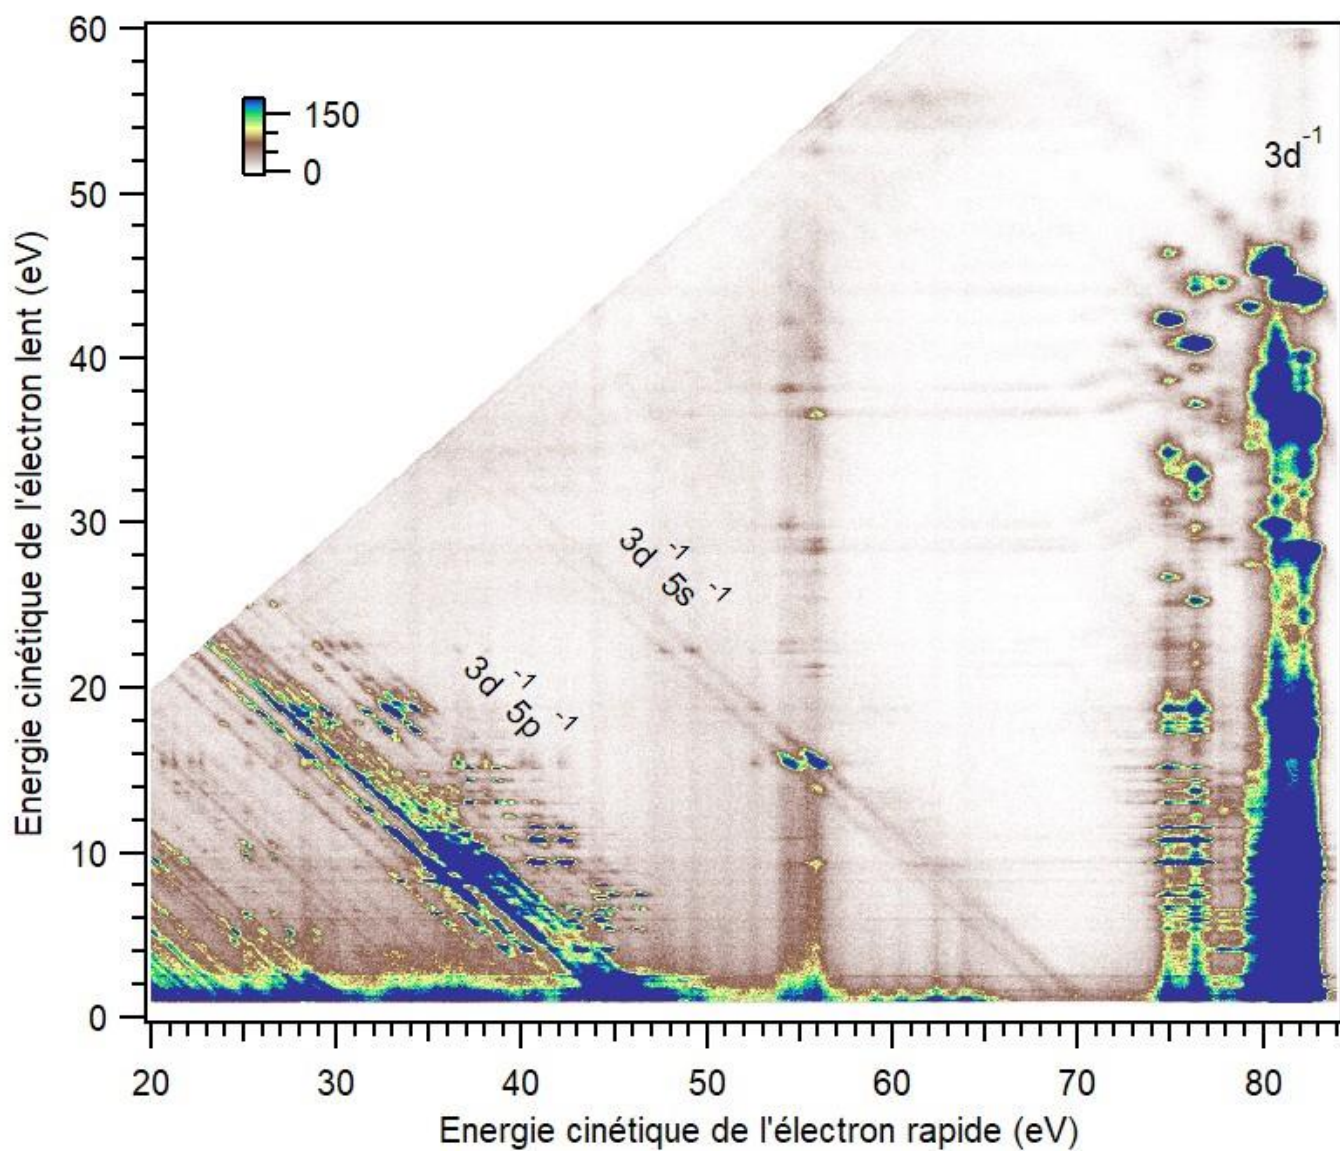 60
50
40
30
20
10
0
Energie cinétique de l'électron lent (eV)
150
0
3d⁻¹
3d⁻¹ 5s⁻¹
3d⁻¹ 5p⁻¹
20 30 40 50 60 70 80
Energie cinétique de l'électron rapide (eV)